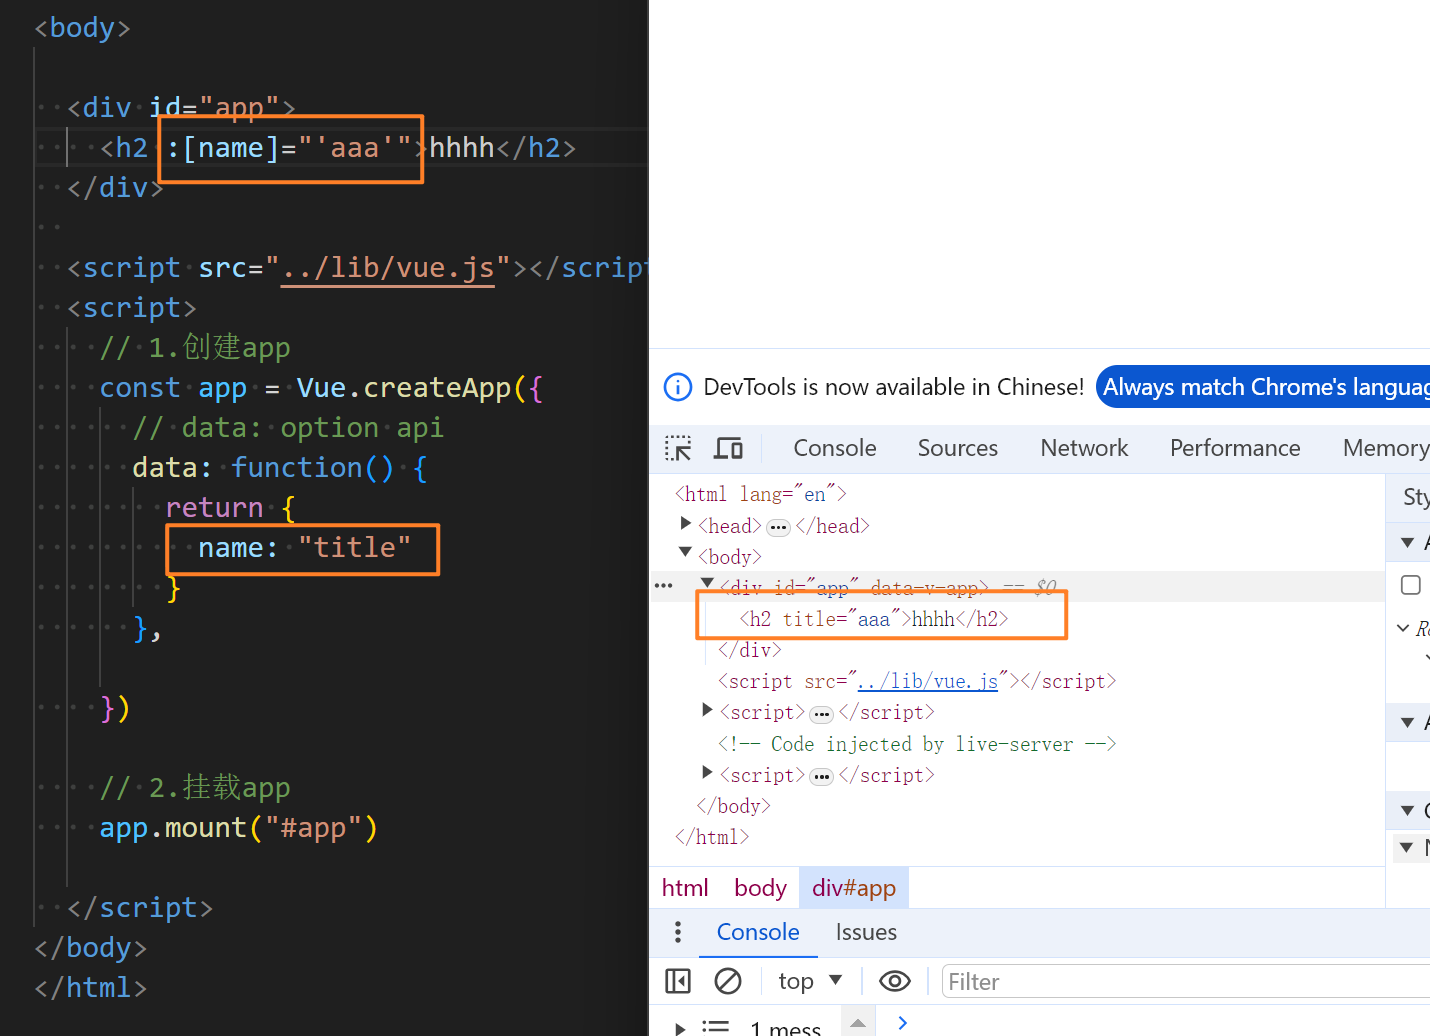 <body>
<div id="app">
<h2 :[name]="'aaa'">hhhh</h2>
</div>
<script src="../lib/vue.js"></script
<script>
// 1.创建app
const app = Vue.createApp({
// data: option api
data: function() {
return {
name: "title"
}
},
})
// 2.挂载app
app.mount("#app")
</script>
</body>
</html>
DevTools is now available in Chinese!
Always match Chrome's languag
Console
Sources
Network
Performance
Memory
<html lang="en">
<head> ••• </head>
<body>
<div id="app" data-v-app> == $0
<h2 title="aaa">hhhh</h2>
</div>
<script src="../lib/vue.js"></script>
<script> ••• </script>
<!-- Code injected by live-server -->
<script> ••• </script>
</body>
</html>
Sty
html body div#app
Console
Issues
top
Filter
1 mess